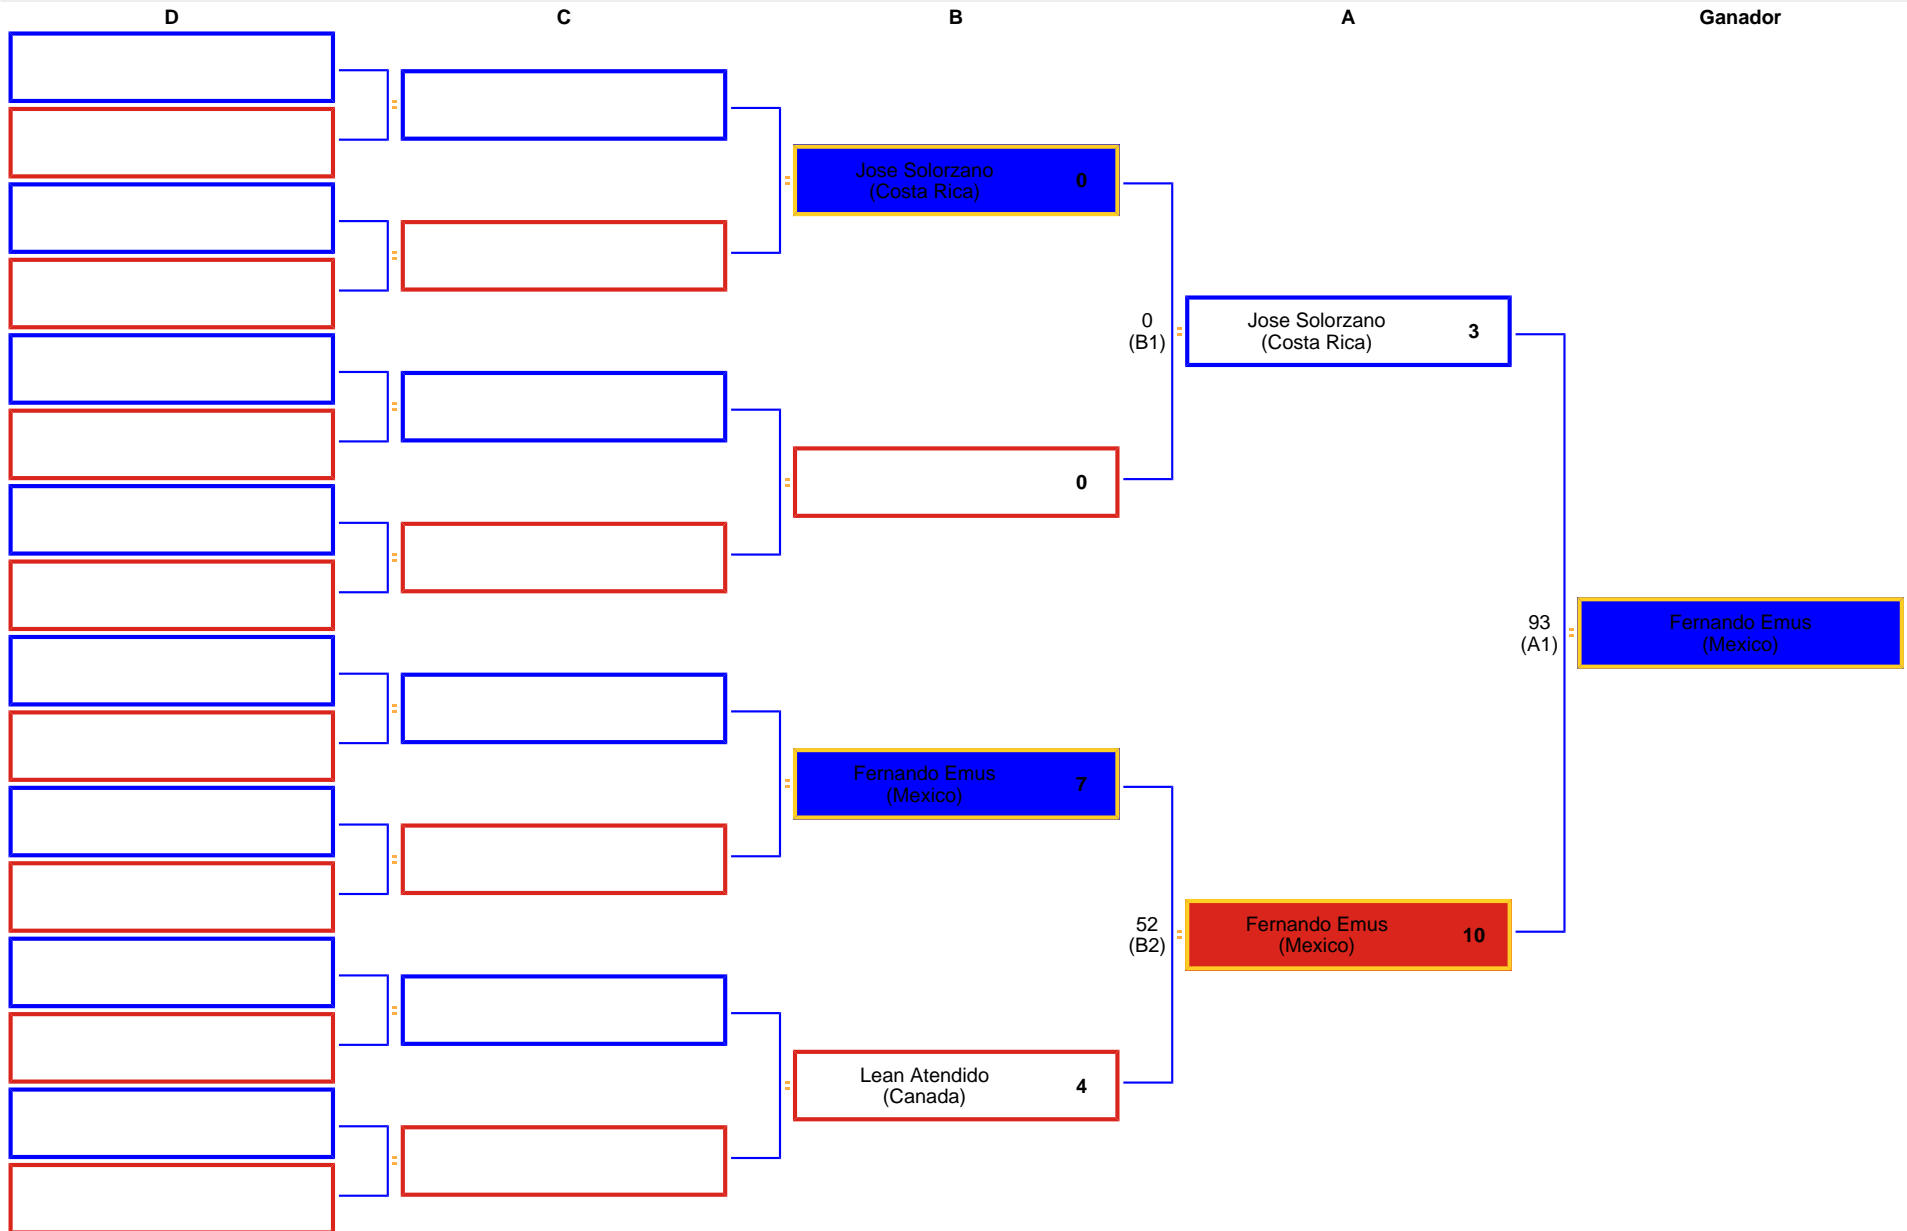 D
C
B
A
Ganador
Jose Solorzano
(Costa Rica)
0
0
(B1)
Jose Solorzano
(Costa Rica)
3
0
93
(A1)
Fernando Emus
(Mexico)
Fernando Emus
(Mexico)
7
52
(B2)
Fernando Emus
(Mexico)
10
Lean Atendido
(Canada)
4